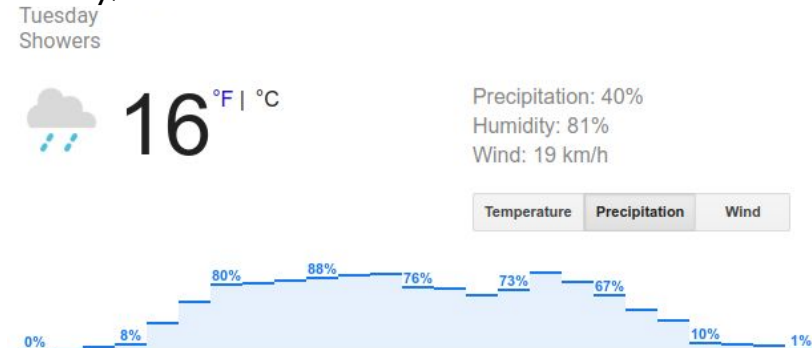 Tuesday
Showers
16 °F | °C
Precipitation: 40%
Humidity: 81%
Wind: 19 km/h
Temperature Precipitation Wind
0% 8% 80% 88% 76% 73% 67% 10% 1%